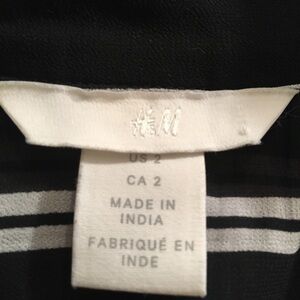 H&M
US 2
CA 2
MADE IN
INDIA
FABRIQUÉ EN
INDE